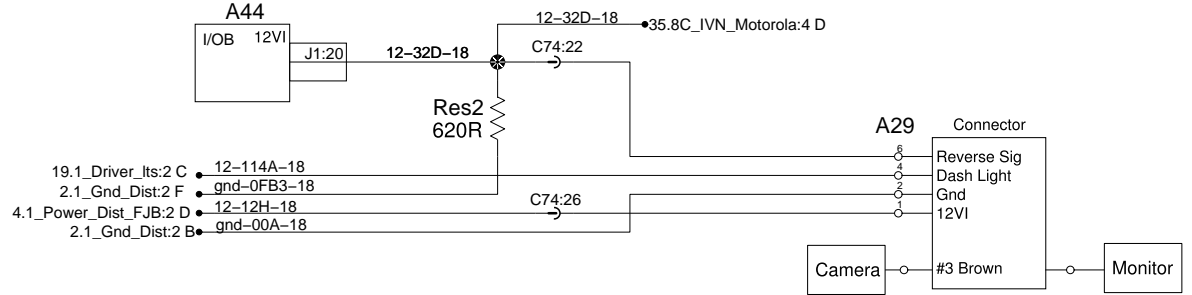 A44
12-32D-18
35.8C_IVN_Motorola:4 D
I/OB 12VI
J1:20
12-32D-18
C74:22
Res2
620R
A29
Connector
6
Reverse Sig
19.1_Driver_lts:2 C
12-114A-18
4
Dash Light
2.1_Gnd_Dist:2 F
gnd-0FB3-18
2
Gnd
4.1_Power_Dist_FJB:2 D
12-12H-18
C74:26
1
12VI
2.1_Gnd_Dist:2 B
gnd-00A-18
Camera
#3 Brown
Monitor